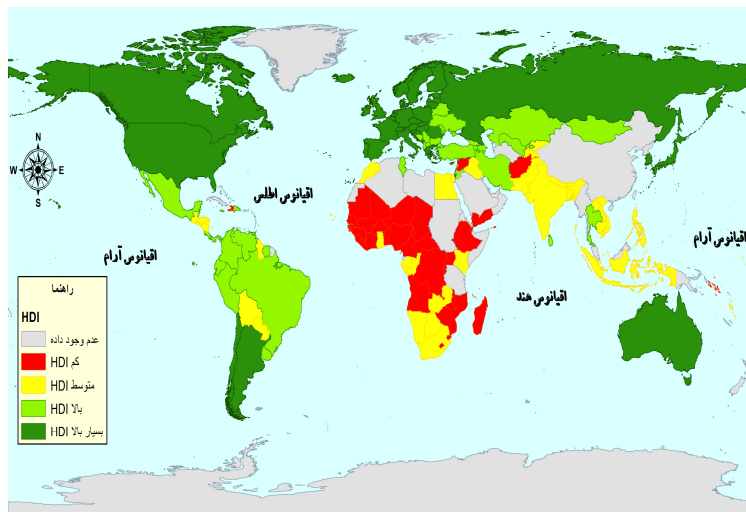 N
W E
S
اقیانوس اطلس
اقیانوس آرام
اقیانوس آرام
اقیانوس هند
راهنما
HDI
عدم وجود داده
کم HDI
متوسط HDI
بالا HDI
بسیار بالا HDI